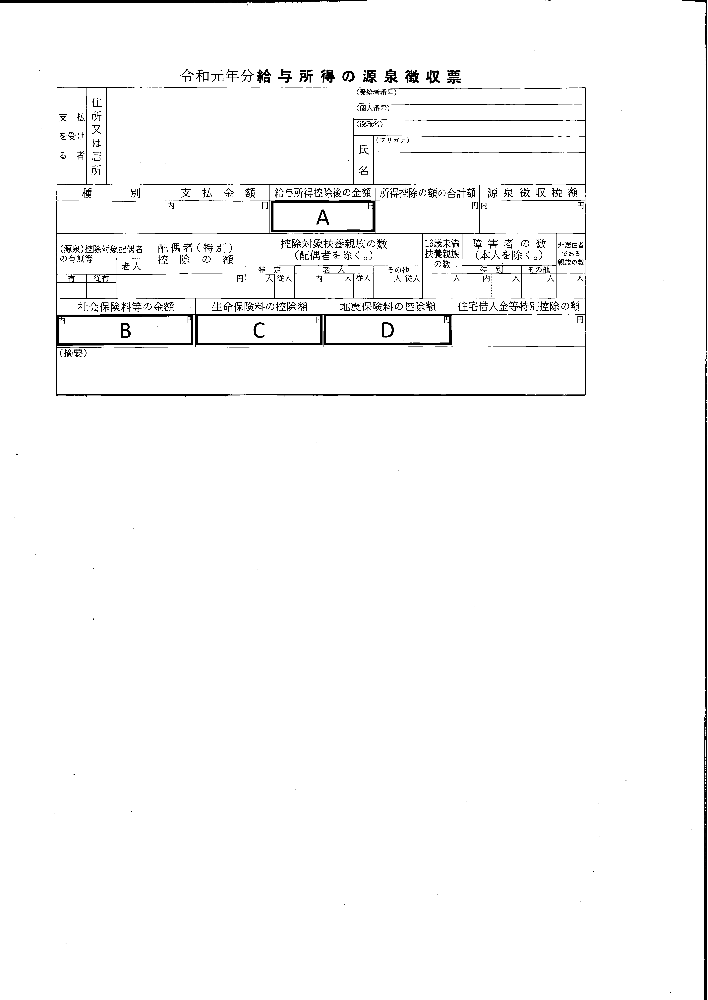 令和元年分給与所得の源泉徴収票
支払を受ける者
住所又は居所
(受給者番号)
(個人番号)
(役職名)
氏名
(フリガナ)
種別
支払金額
給与所得控除後の金額
所得控除の額の合計額
源泉徴収税額
内 円
円
A
円
内 円
(源泉)控除対象配偶者
の有無等
老人
配偶者(特別)
控除の額
控除対象扶養親族の数
(配偶者を除く。)
16歳未満
扶養親族
の数
障害者の数
(本人を除く。)
非居住者
である
親族の数
特定
老人
その他
特別
その他
有
従有
円
人
従人
内
人
従人
人
従人
人
内
人
人
人
社会保険料等の金額
生命保険料の控除額
地震保険料の控除額
住宅借入金等特別控除の額
内 円
B
円
C
円
D
円
(摘要)